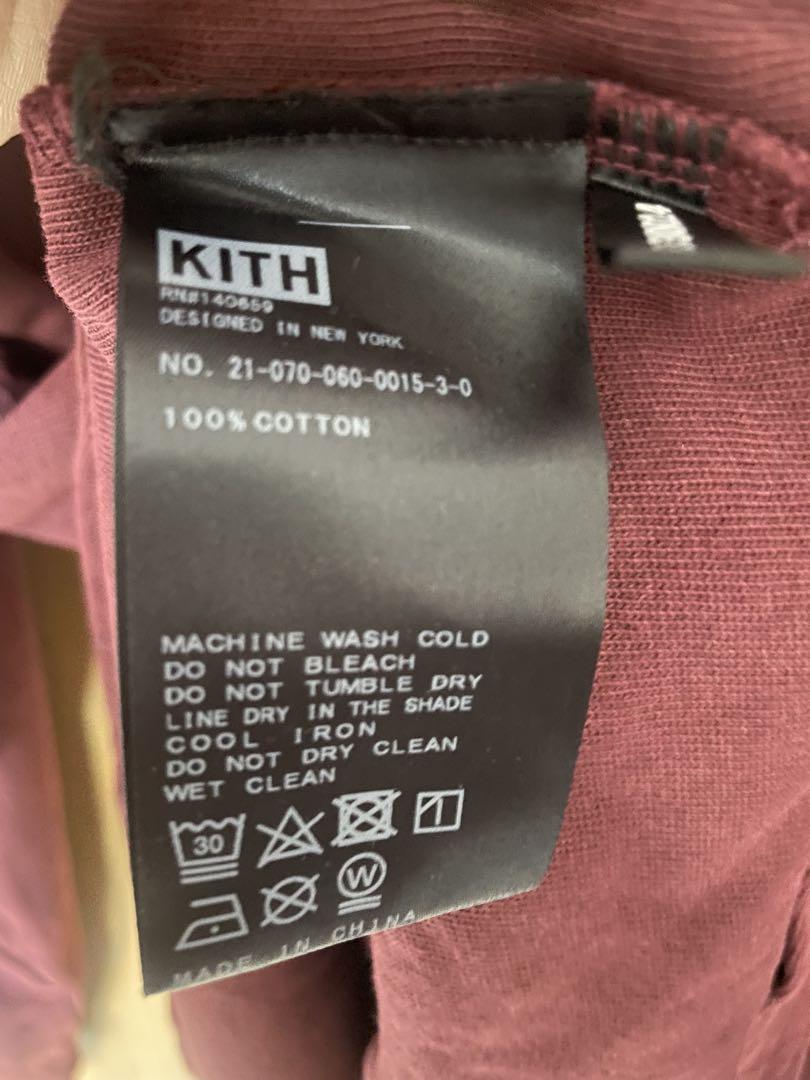 KITH
RN#140659
DESIGNED IN NEW YORK
NO. 21-070-060-0015-3-0
100% COTTON
MACHINE WASH COLD
DO NOT BLEACH
DO NOT TUMBLE DRY
LINE DRY IN THE SHADE
COOL IRON
DO NOT DRY CLEAN
WET CLEAN
30
W
MADE IN CHINA